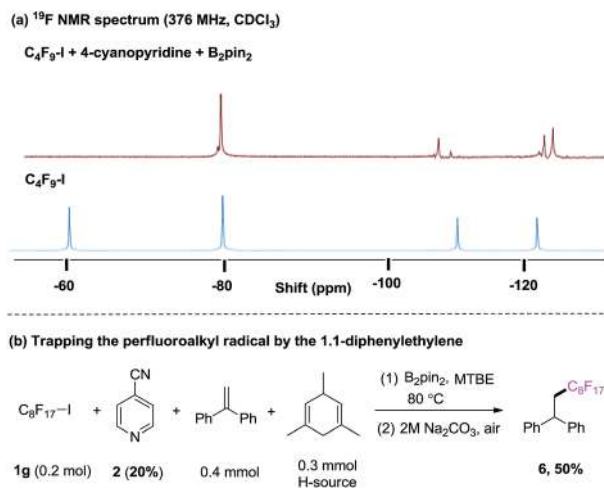 (a) ¹⁹F NMR spectrum (376 MHz, CDCl₃)
C₄F₉-I + 4-cyanopyridine + B₂pin₂
C₄F₉-I
-60 -80 -100 -120
Shift (ppm)
(b) Trapping the perfluoroalkyl radical by the 1.1-diphenylethylene
CN
C₈F₁₇—I + N + Ph Ph +
(1) B₂pin₂, MTBE
80 °C
(2) 2M Na₂CO₃, air
C₈F₁₇
Ph Ph
1g (0.2 mol) 2 (20%) 0.4 mmol 0.3 mmol
H-source
6, 50%